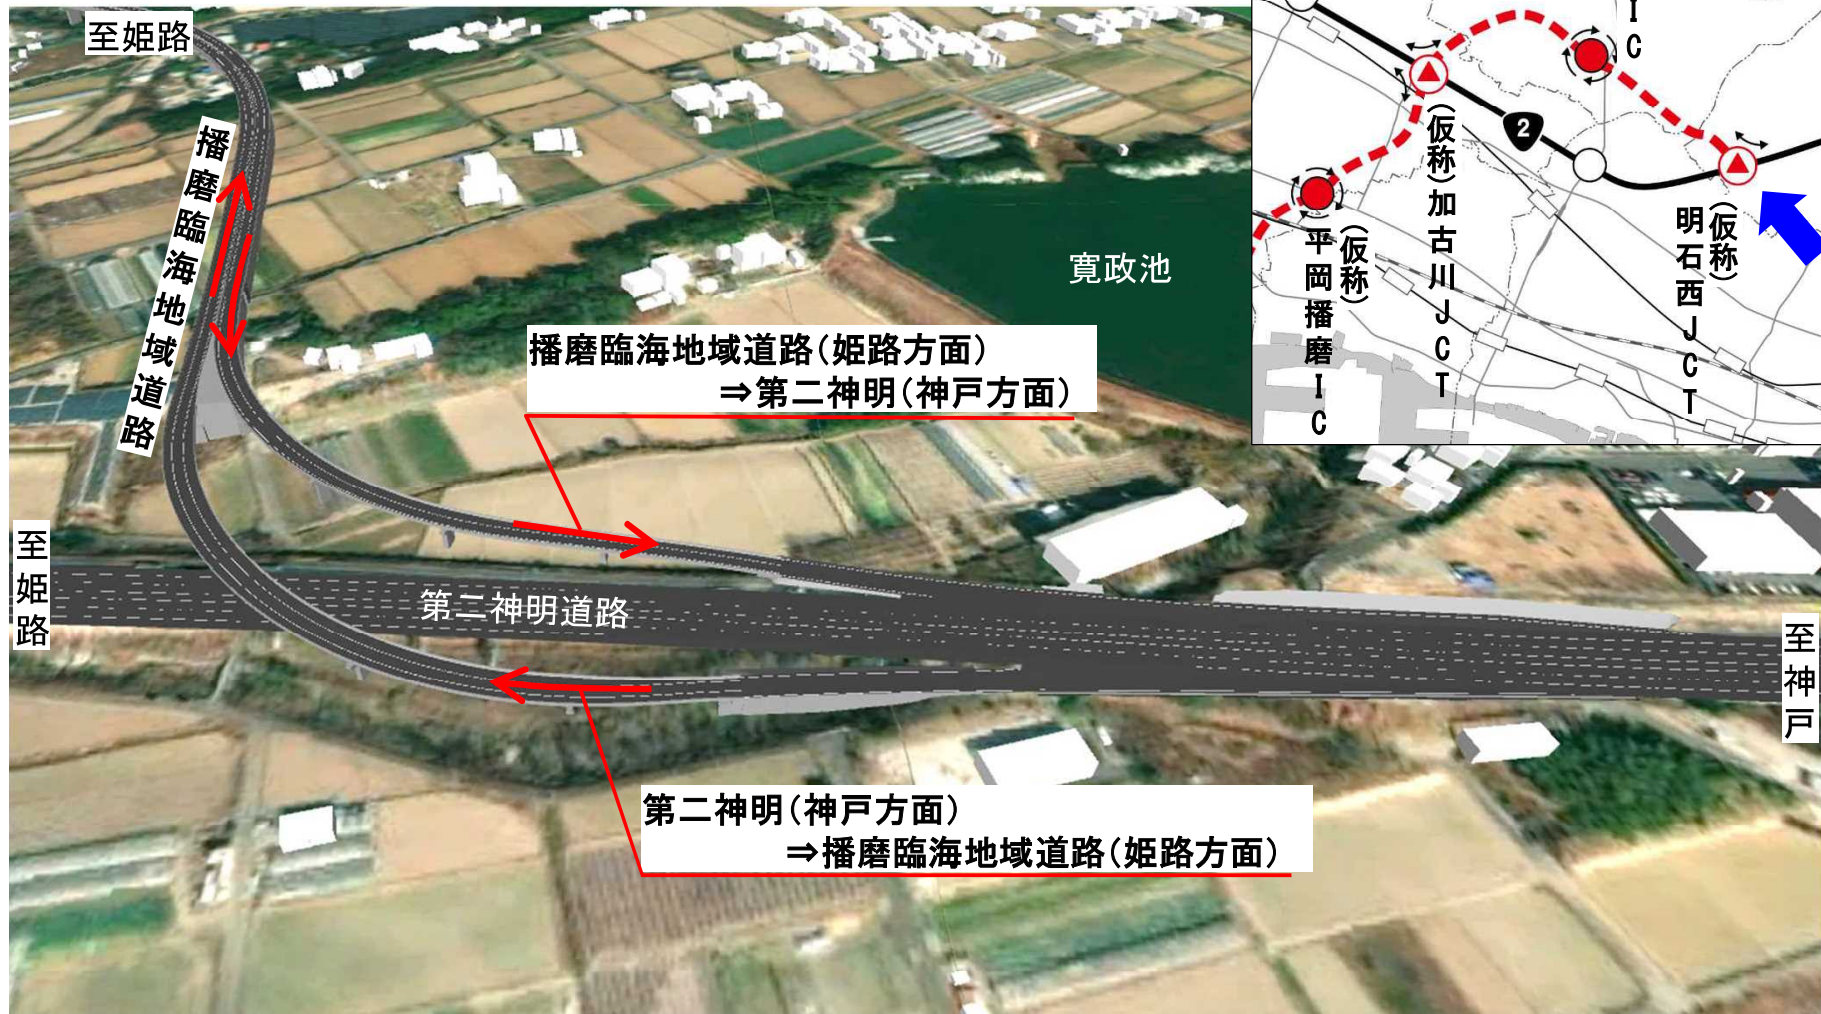 至姫路
播磨臨海地域道路
寛政池
播磨臨海地域道路(姫路方面)
⇒第二神明(神戸方面)
至姫路
第二神明道路
至神戸
第二神明(神戸方面)
⇒播磨臨海地域道路(姫路方面)
IC
2
(仮称)
加古川JCT
(仮称)
平岡播磨IC
(仮称)
明石西JCT